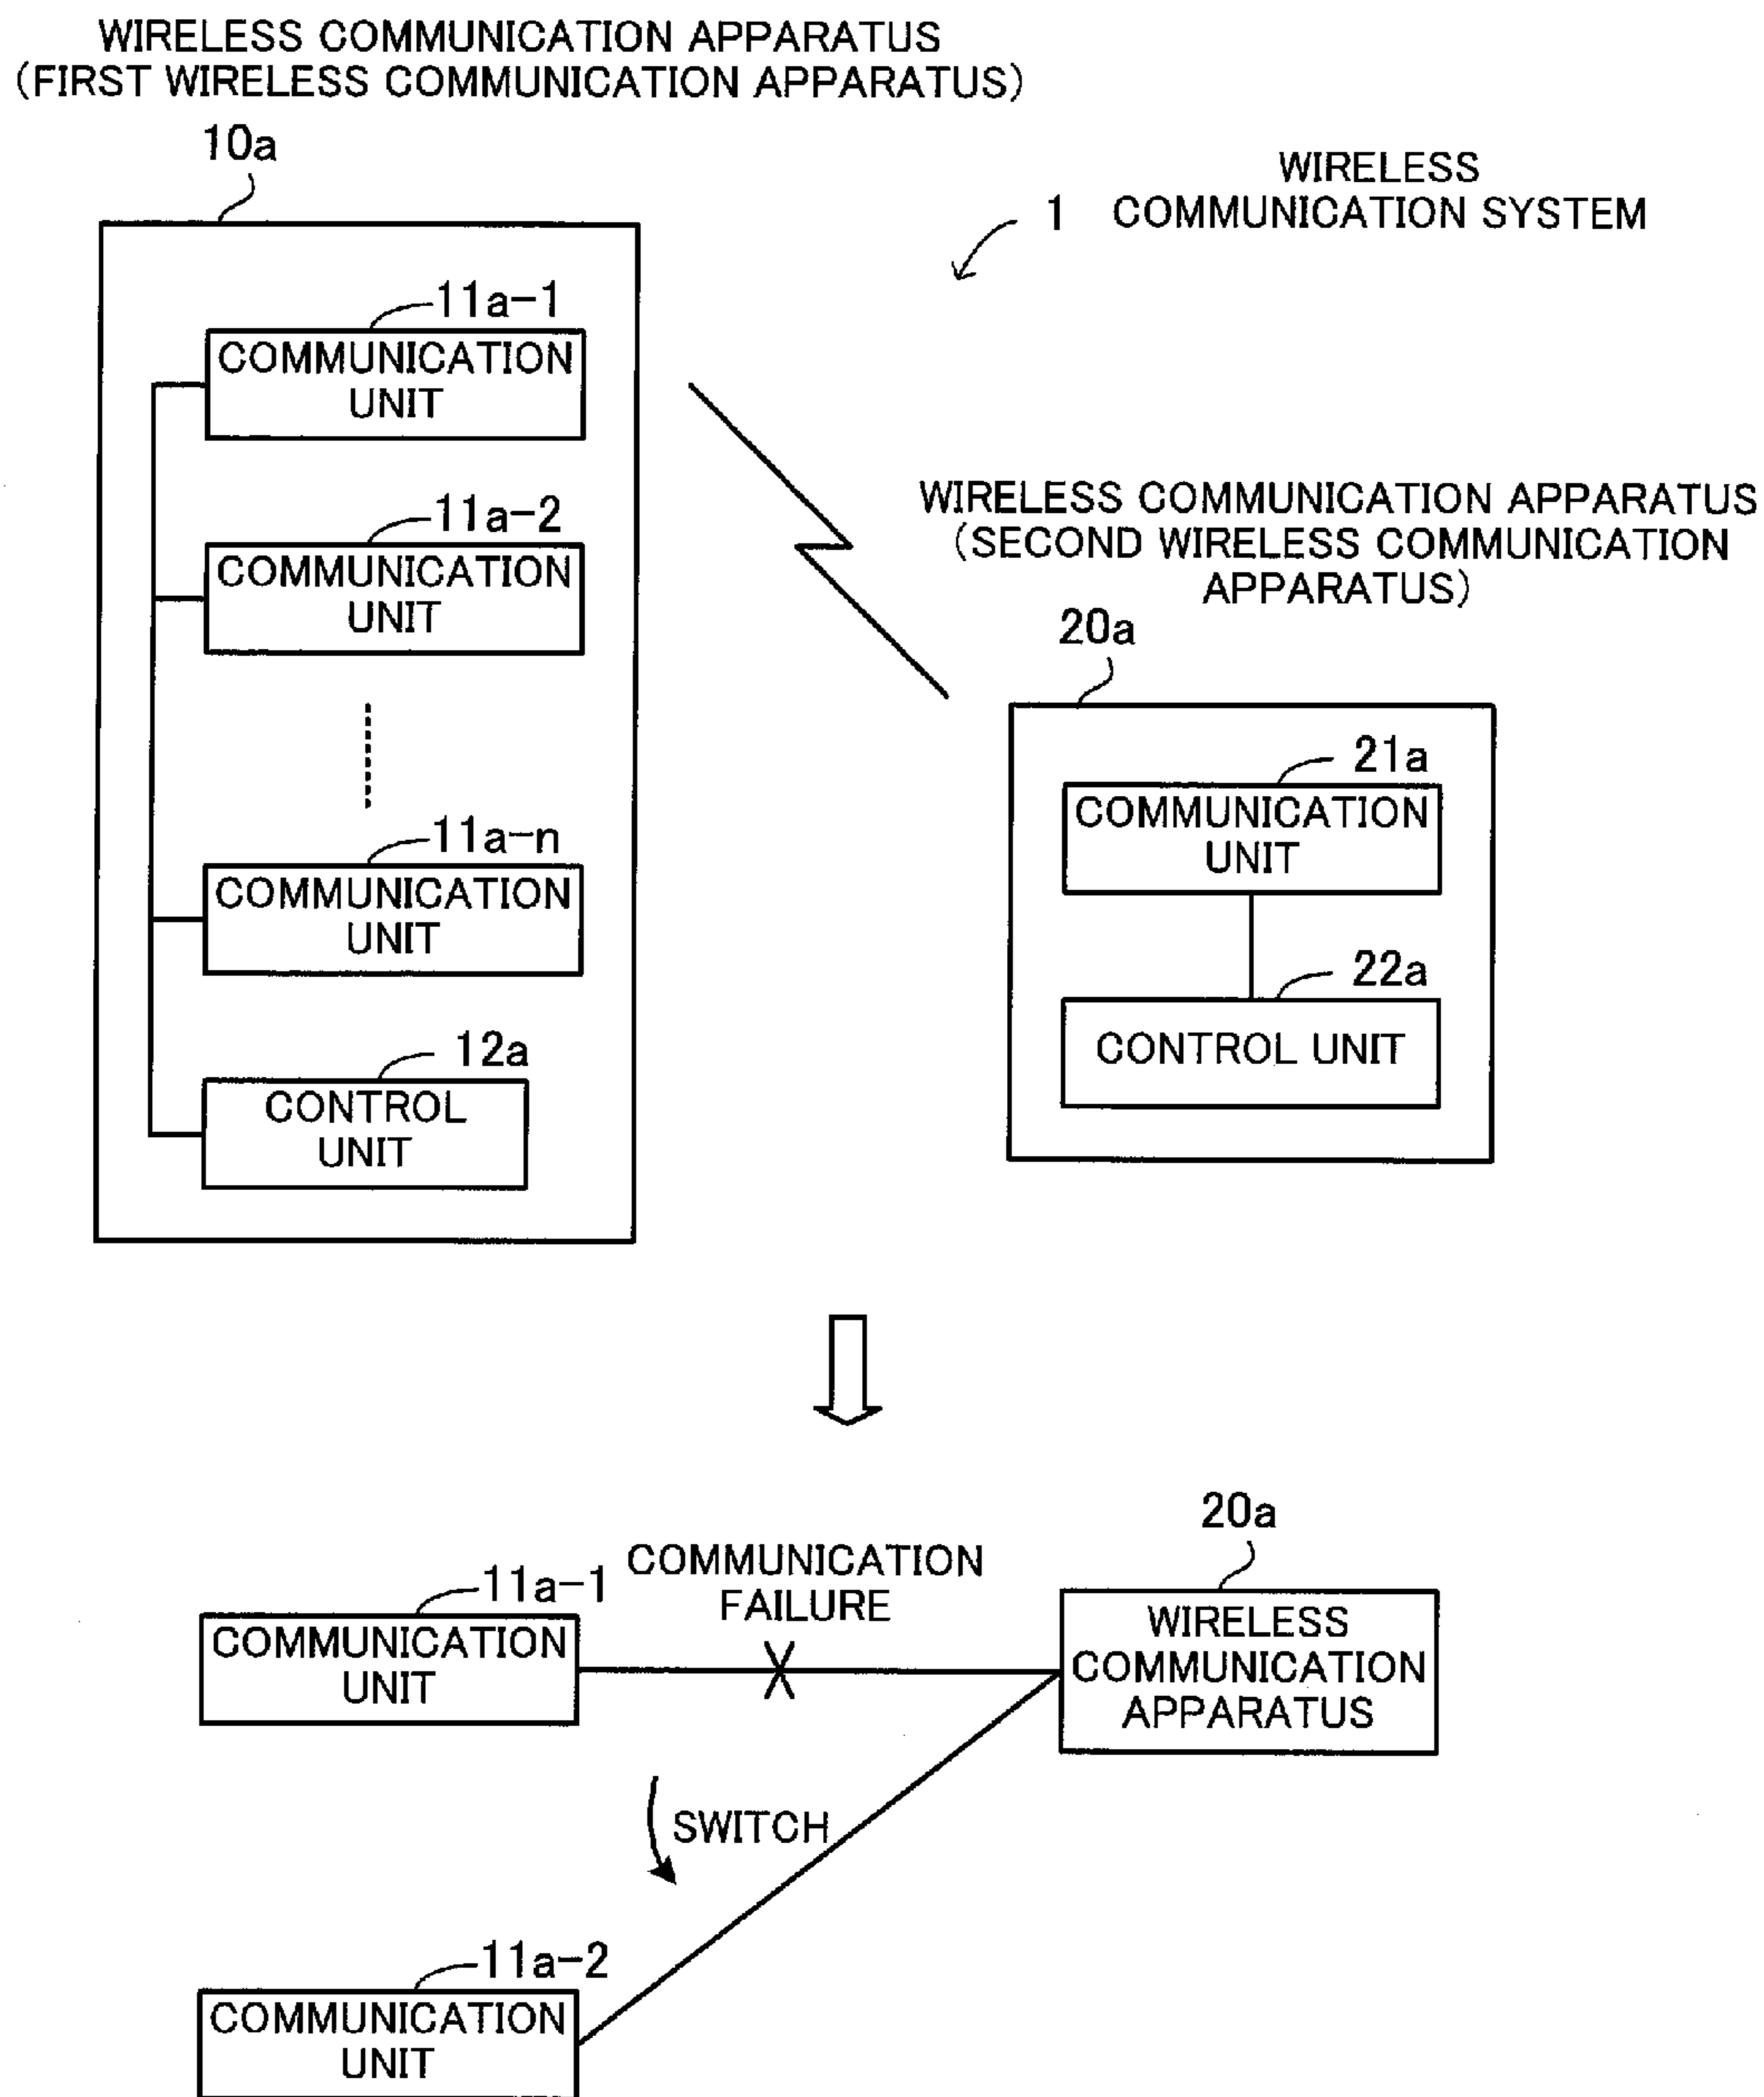 WIRELESS COMMUNICATION APPARATUS
(FIRST WIRELESS COMMUNICATION APPARATUS)
10a
WIRELESS
1 COMMUNICATION SYSTEM
11a-1
COMMUNICATION
UNIT
11a-2
COMMUNICATION
UNIT
WIRELESS COMMUNICATION APPARATUS
(SECOND WIRELESS COMMUNICATION
APPARATUS)
20a
21a
COMMUNICATION
UNIT
11a-n
COMMUNICATION
UNIT
22a
CONTROL UNIT
12a
CONTROL
UNIT
20a
COMMUNICATION
FAILURE
11a-1
COMMUNICATION
UNIT
WIRELESS
COMMUNICATION
APPARATUS
SWITCH
11a-2
COMMUNICATION
UNIT